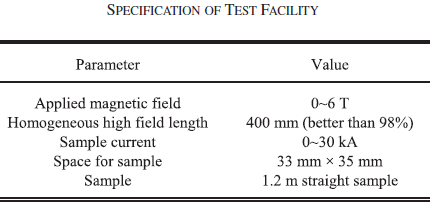 SPECIFICATION OF TEST FACILITY
Parameter Value
Applied magnetic field 0~6 T
Homogeneous high field length 400 mm (better than 98%)
Sample current 0~30 kA
Space for sample 33 mm × 35 mm
Sample 1.2 m straight sample